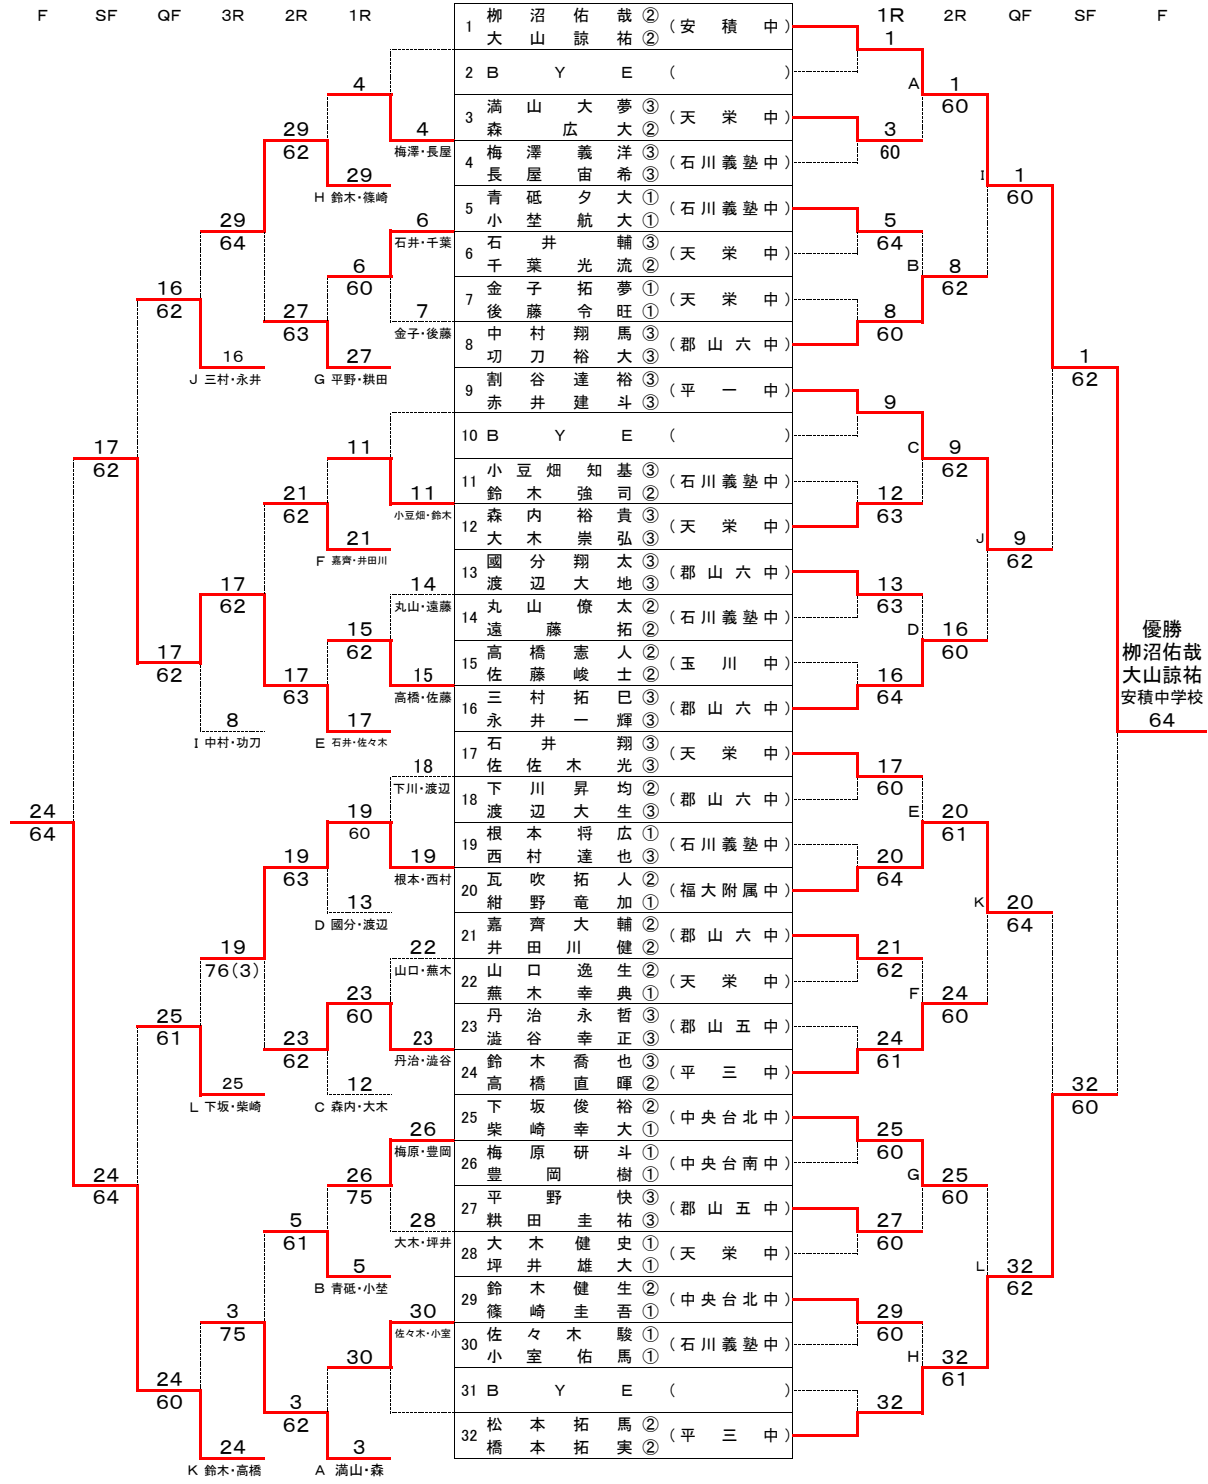 F SF QF 3R 2R 1R
1R 2R QF SF F
1 栁沼佑哉② 大山諒祐② (安積中)
2 BYE ( )
3 満山大夢③ 森広大② (天栄中)
4 梅澤義洋③ 長屋宙希③ (石川義塾中)
5 青砥夕大① 小埜航大① (石川義塾中)
6 石井輔③ 千葉光流② (天栄中)
7 金子拓夢① 後藤令旺① (天栄中)
8 中村翔馬③ 切刀裕大③ (郡山六中)
9 割谷達裕③ 赤井建斗③ (平一中)
10 BYE ( )
11 小豆畑知基③ 鈴木強司② (石川義塾中)
12 森内裕貴③ 大木崇弘③ (天栄中)
13 國分翔太③ 渡辺大地③ (郡山六中)
14 丸山僚太② 遠藤拓② (石川義塾中)
15 高橋憲人② 佐藤峻士② (玉川中)
16 三村拓巳③ 永井一輝③ (郡山六中)
17 石井翔③ 佐佐木光③ (天栄中)
18 下川昇均② 渡辺大生③ (郡山六中)
19 根本将広① 西村達也③ (石川義塾中)
20 瓦吹拓人② 紺野竜加① (福大附属中)
21 嘉齊大輔② 井田川健② (郡山六中)
22 山口逸生② 蕪木幸典① (天栄中)
23 丹治永哲③ 澁谷幸正③ (郡山五中)
24 鈴木喬也③ 高橋直暉② (平三中)
25 下坂俊裕② 柴崎幸大① (中央台北中)
26 梅原研斗① 豊岡樹① (中央台南中)
27 平野快③ 粠田圭祐③ (郡山五中)
28 大木健史① 坪井雄大① (天栄中)
29 鈴木健生② 篠崎圭吾① (中央台北中)
30 佐々木駿① 小室佑馬① (石川義塾中)
31 BYE ( )
32 松本拓馬② 橋本拓実② (平三中)
1
3
60
5
64
8
60
9
12
63
13
63
16
64
17
60
20
64
21
62
24
61
25
60
27
60
29
60
32
A 1
60
B 8
62
C 9
62
D 16
60
E 20
61
F 24
60
G 25
60
H 32
61
I 1
60
J 9
62
K 20
64
L 32
62
1
62
32
60
優勝
栁沼佑哉
大山諒祐
安積中学校
64
4
梅澤・長屋
6
石井・千葉
7
金子・後藤
11
小豆畑・鈴木
14
丸山・遠藤
15
高橋・佐藤
18
下川・渡辺
19
根本・西村
22
山口・蕪木
23
丹治・澁谷
26
梅原・豊岡
28
大木・坪井
30
佐々木・小室
4
29
H 鈴木・篠崎
6
60
27
G 平野・粠田
11
21
F 嘉齊・井田川
15
62
17
E 石井・佐々木
19
60
13
D 國分・渡辺
23
60
12
C 森内・大木
26
75
5
B 青砥・小埜
30
3
A 満山・森
29
62
27
63
21
62
17
63
19
63
23
62
5
61
3
62
29
64
16
J 三村・永井
17
62
8
I 中村・功刀
19
76(3)
25
L 下坂・柴崎
3
75
24
K 鈴木・高橋
16
62
17
62
25
61
24
60
17
62
24
64
24
64